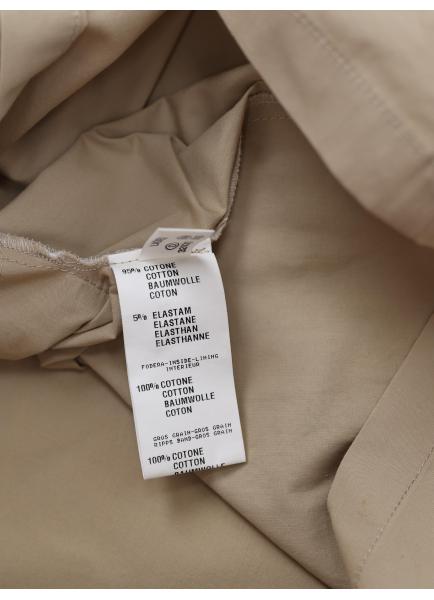 95% COTONE
COTTON
BAUMWOLLE
COTON
5% ELASTAM
ELASTANE
ELASTHAN
ELASTHANNE
FODERA-INSIDE-LINING
INTERIEUR
100% COTONE
COTTON
BAUMWOLLE
COTON
GROS GRAIN-GROS GRAIN
RIPPS BAND-GROS GRAIN
100% COTONE
COTTON
BAUMWOLLE